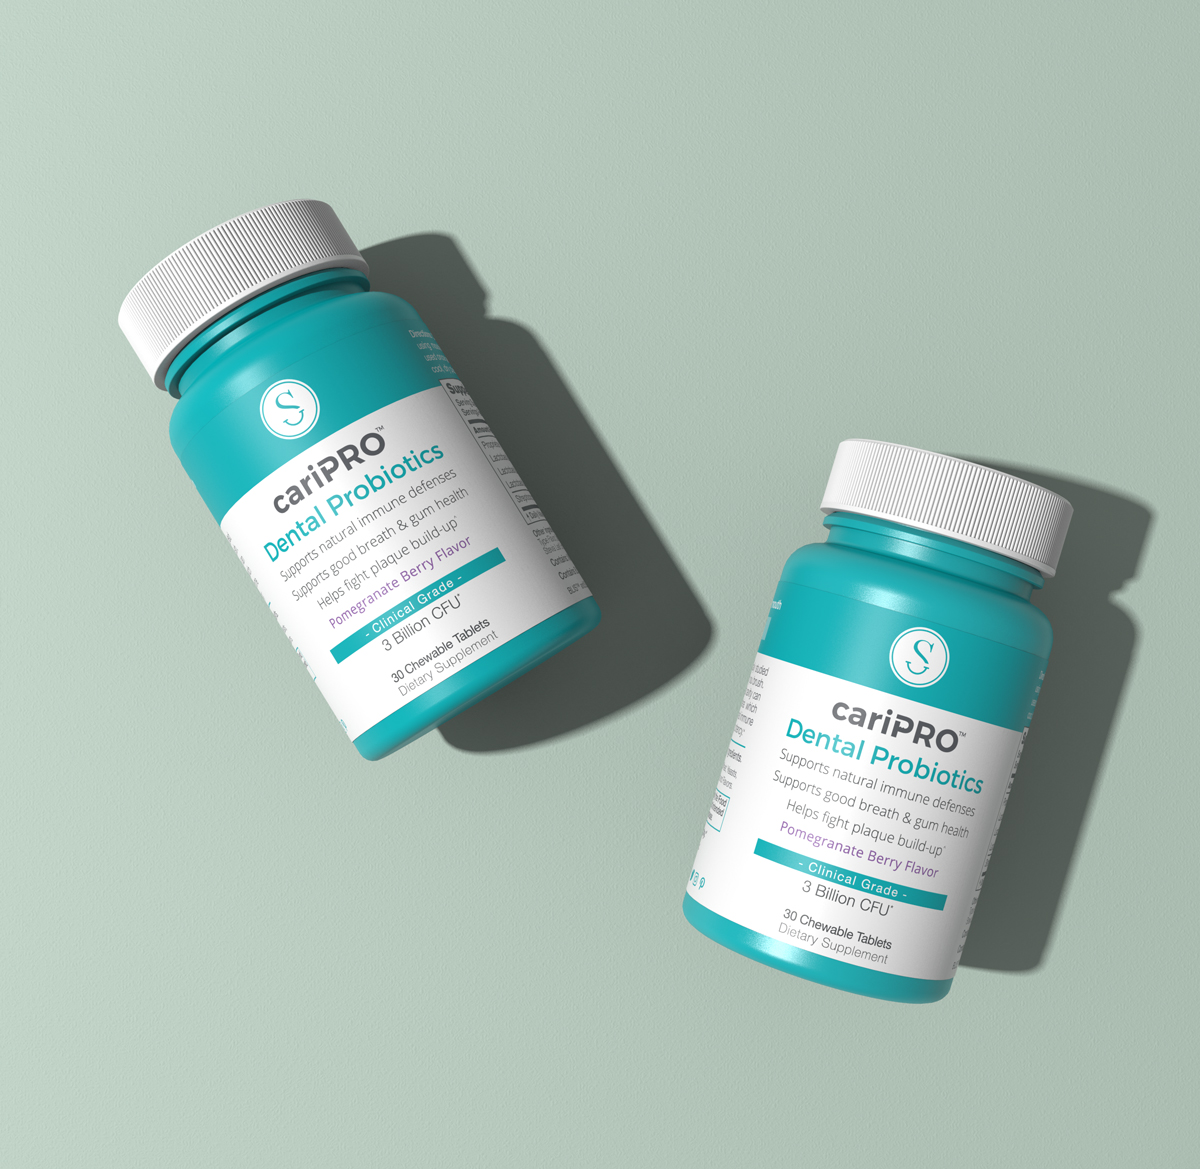 S
cariPRO™
Dental Probiotics
Supports natural immune defenses
Supports good breath & gum health
Helps fight plaque build-up*
Pomegranate Berry Flavor
- Clinical Grade -
3 Billion CFU*
30 Chewable Tablets
Dietary Supplement
S
cariPRO™
Dental Probiotics
Supports natural immune defenses
Supports good breath & gum health
Helps fight plaque build-up*
Pomegranate Berry Flavor
- Clinical Grade -
3 Billion CFU*
30 Chewable Tablets
Dietary Supplement